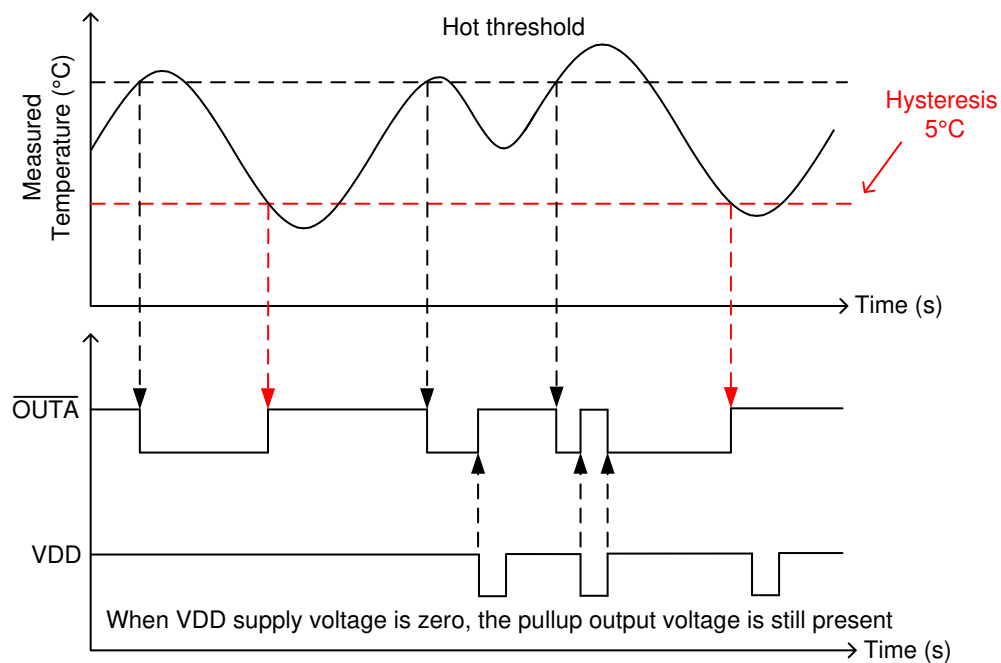 Hot threshold
Measured
Temperature (°C)
Hysteresis
5°C
Time (s)
OUTA
VDD
When VDD supply voltage is zero, the pullup output voltage is still present
Time (s)